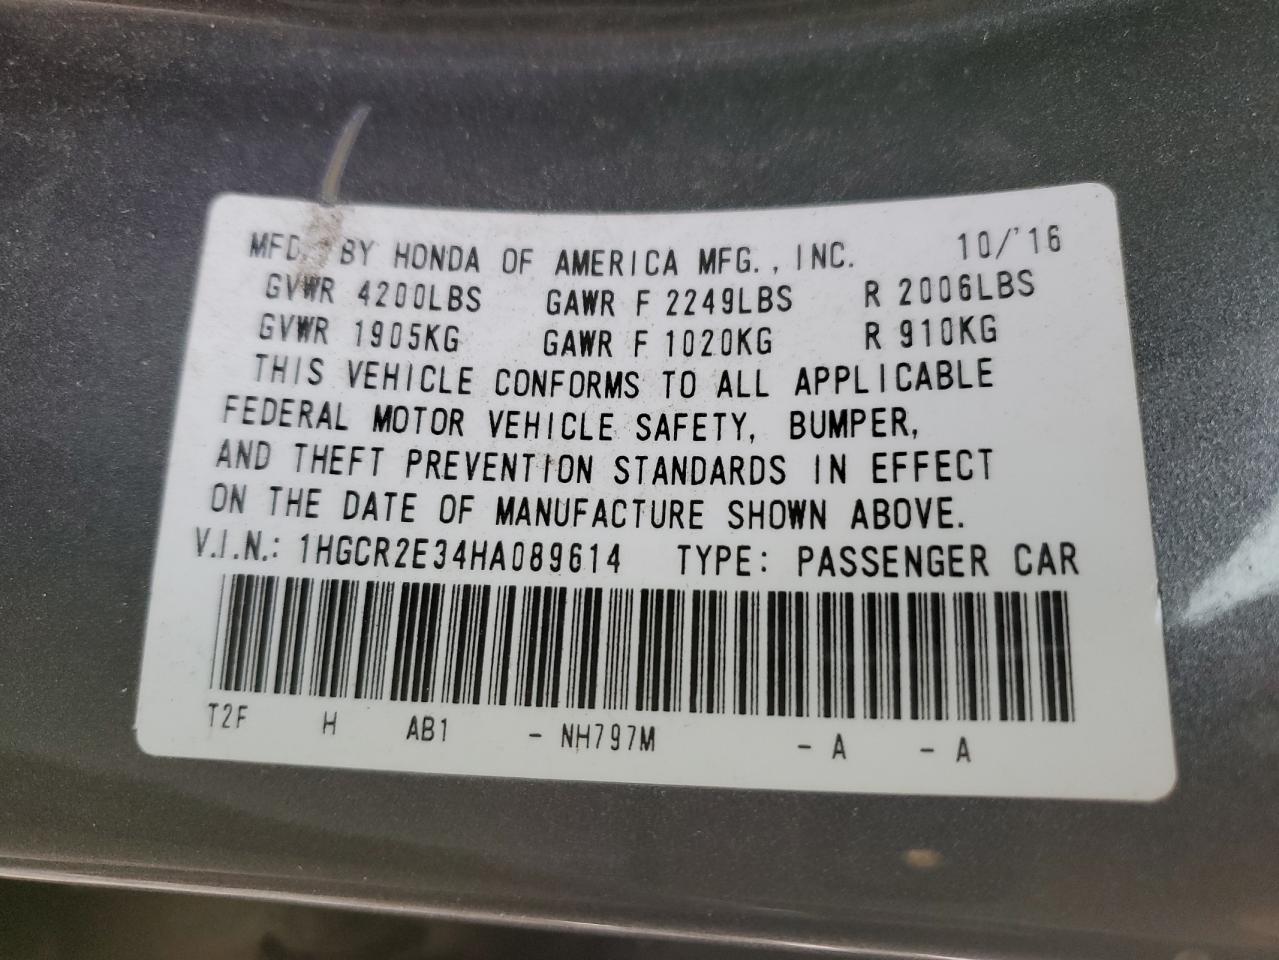 MFD. BY HONDA OF AMERICA MFG., INC. 10/'16
GVWR 4200LBS GAWR F 2249LBS R 2006LBS
GVWR 1905KG GAWR F 1020KG R 910KG
THIS VEHICLE CONFORMS TO ALL APPLICABLE
FEDERAL MOTOR VEHICLE SAFETY, BUMPER,
AND THEFT PREVENTION STANDARDS IN EFFECT
ON THE DATE OF MANUFACTURE SHOWN ABOVE.
V.I.N.: 1HGCR2E34HA089614 TYPE: PASSENGER CAR
T2F H AB1 - NH797M - A - A